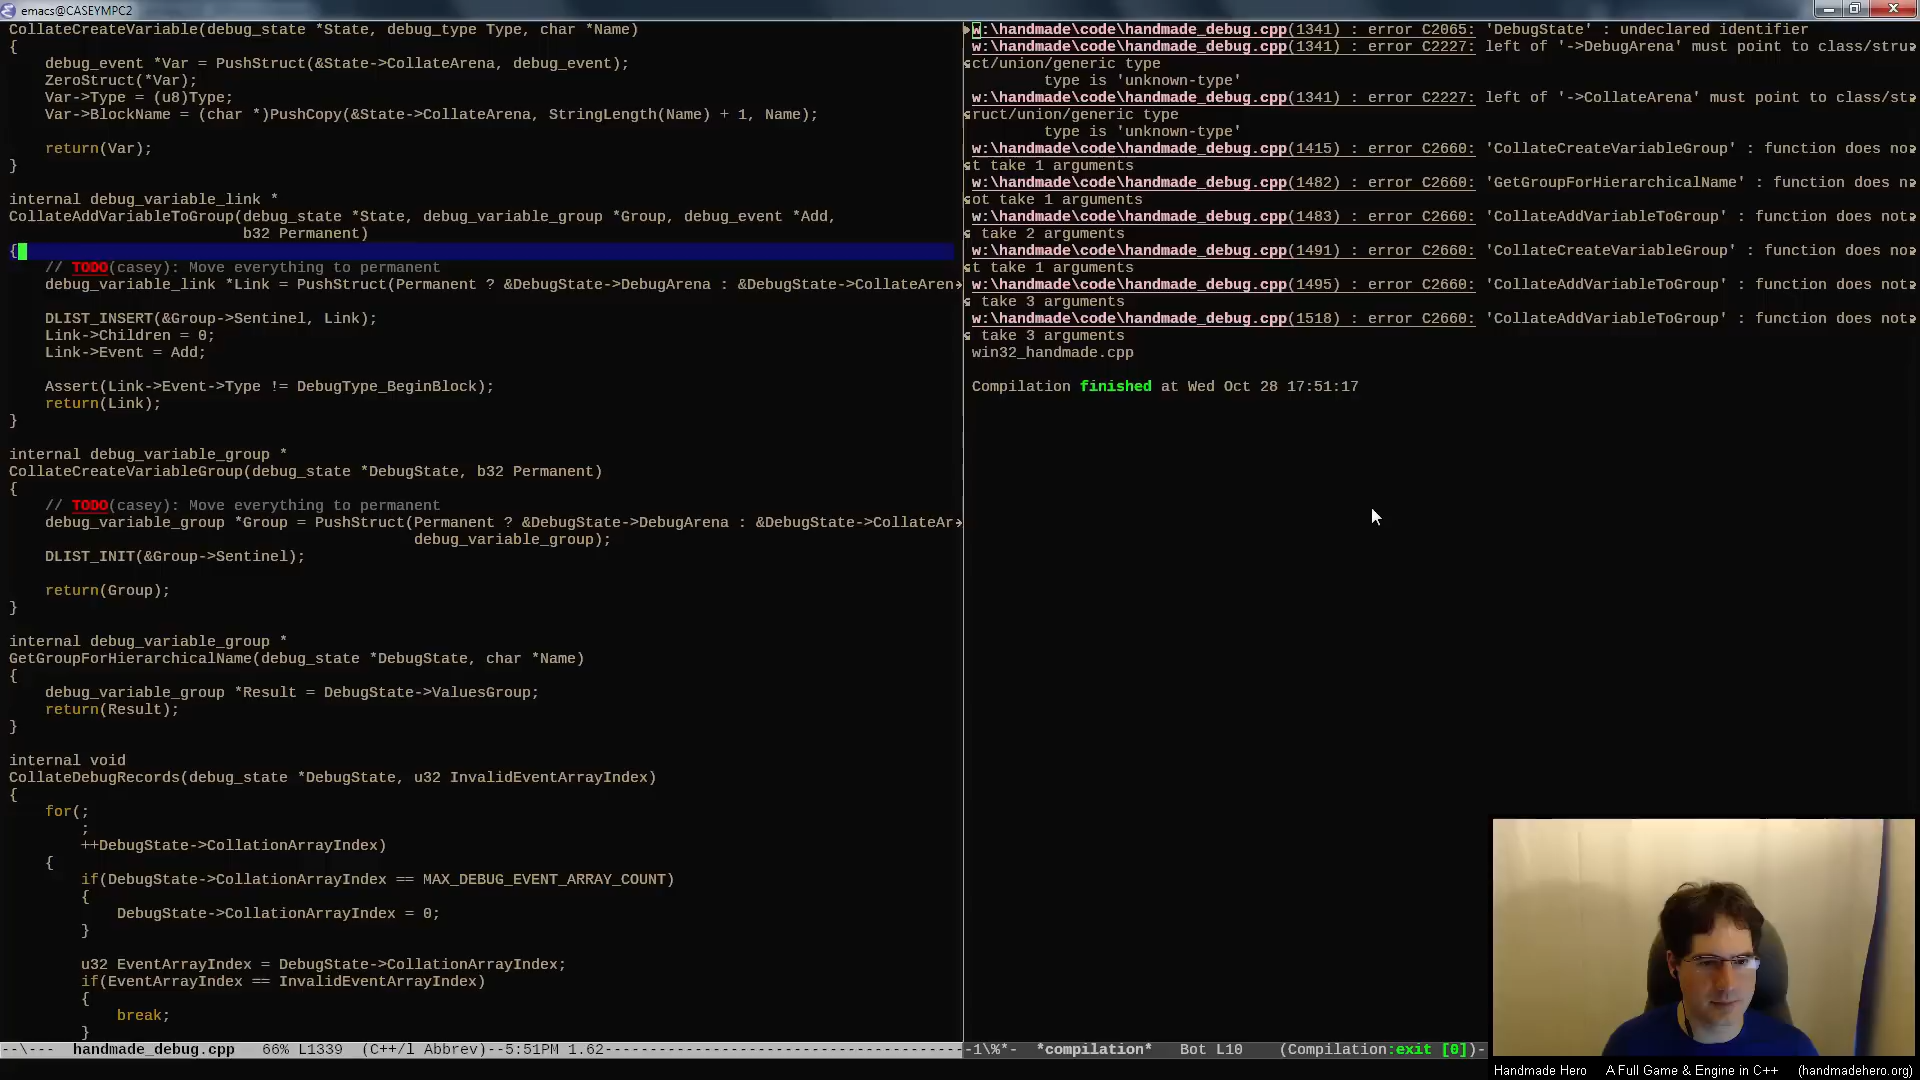 emacs@CASEYMPC2
CollateCreateVariable(debug_state *State, debug_type Type, char *Name)
{
    debug_event *Var = PushStruct(&State->CollateArena, debug_event);
    ZeroStruct(*Var);
    Var->Type = (u8)Type;
    Var->BlockName = (char *)PushCopy(&State->CollateArena, StringLength(Name) + 1, Name);
    return(Var);
}
internal debug_variable_link *
CollateAddVariableToGroup(debug_state *State, debug_variable_group *Group, debug_event *Add,
                          b32 Permanent)
{
    // TODO(casey): Move everything to permanent
    debug_variable_link *Link = PushStruct(Permanent ? &DebugState->DebugArena : &DebugState->CollateAren
    DLIST_INSERT(&Group->Sentinel, Link);
    Link->Children = 0;
    Link->Event = Add;
    Assert(Link->Event->Type != DebugType_BeginBlock);
    return(Link);
}
internal debug_variable_group *
CollateCreateVariableGroup(debug_state *DebugState, b32 Permanent)
{
    // TODO(casey): Move everything to permanent
    debug_variable_group *Group = PushStruct(Permanent ? &DebugState->DebugArena : &DebugState->CollateAr
                                             debug_variable_group);
    DLIST_INIT(&Group->Sentinel);
    return(Group);
}
internal debug_variable_group *
GetGroupForHierarchicalName(debug_state *DebugState, char *Name)
{
    debug_variable_group *Result = DebugState->ValuesGroup;
    return(Result);
}
internal void
CollateDebugRecords(debug_state *DebugState, u32 InvalidEventArrayIndex)
{
    for(;
        ;
        ++DebugState->CollationArrayIndex)
    {
        if(DebugState->CollationArrayIndex == MAX_DEBUG_EVENT_ARRAY_COUNT)
        {
            DebugState->CollationArrayIndex = 0;
        }
        u32 EventArrayIndex = DebugState->CollationArrayIndex;
        if(EventArrayIndex == InvalidEventArrayIndex)
        {
            break;
        }
--\---  handmade_debug.cpp   66% L1339  (C++/l Abbrev)--5:51PM 1.62----------------------------------------
w:\handmade\code\handmade_debug.cpp(1341) : error C2065: 'DebugState' : undeclared identifier
w:\handmade\code\handmade_debug.cpp(1341) : error C2227: left of '->DebugArena' must point to class/stru
ct/union/generic type
        type is 'unknown-type'
w:\handmade\code\handmade_debug.cpp(1341) : error C2227: left of '->CollateArena' must point to class/st
ruct/union/generic type
        type is 'unknown-type'
w:\handmade\code\handmade_debug.cpp(1415) : error C2660: 'CollateCreateVariableGroup' : function does no
t take 1 arguments
w:\handmade\code\handmade_debug.cpp(1482) : error C2660: 'GetGroupForHierarchicalName' : function does n
ot take 1 arguments
w:\handmade\code\handmade_debug.cpp(1483) : error C2660: 'CollateAddVariableToGroup' : function does not
 take 2 arguments
w:\handmade\code\handmade_debug.cpp(1491) : error C2660: 'CollateCreateVariableGroup' : function does no
t take 1 arguments
w:\handmade\code\handmade_debug.cpp(1495) : error C2660: 'CollateAddVariableToGroup' : function does not
 take 3 arguments
w:\handmade\code\handmade_debug.cpp(1518) : error C2660: 'CollateAddVariableToGroup' : function does not
 take 3 arguments
win32_handmade.cpp
Compilation finished at Wed Oct 28 17:51:17
-1\%*-  *compilation*   Bot L10    (Compilation:exit [0])-
Handmade Hero   A Full Game & Engine in C++   (handmadehero.org)